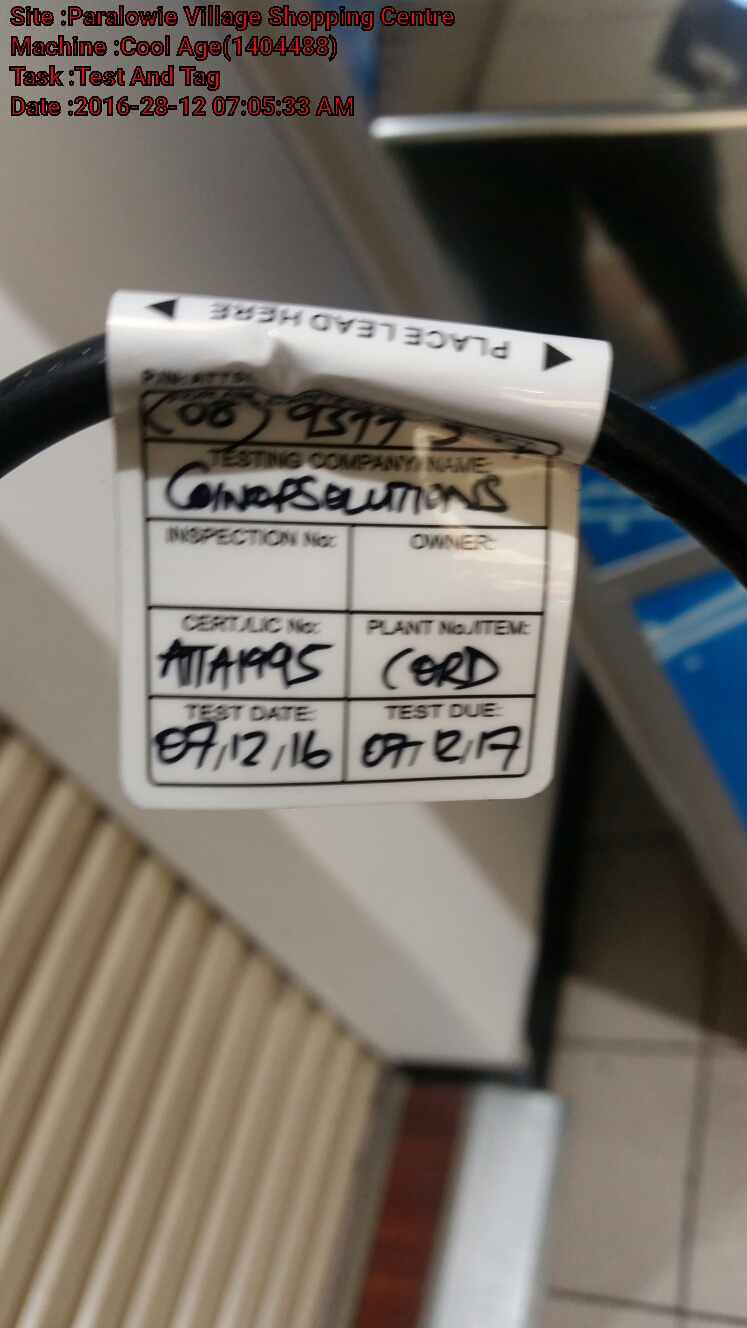 Site :Paralowie Village Shopping Centre
Machine :Cool Age(1404488)
Task :Test And Tag
Date :2016-28-12 07:05:33 AM
PLACE LEAD HERE
(08) 9377
TESTING COMPANY/NAME:
COINOPSOLUTIONS
INSPECTION No: OWNER:
CERT./LIC No: PLANT No./ITEM:
ATTA1995 CORD
TEST DATE: TEST DUE:
07/12/16 07/12/17